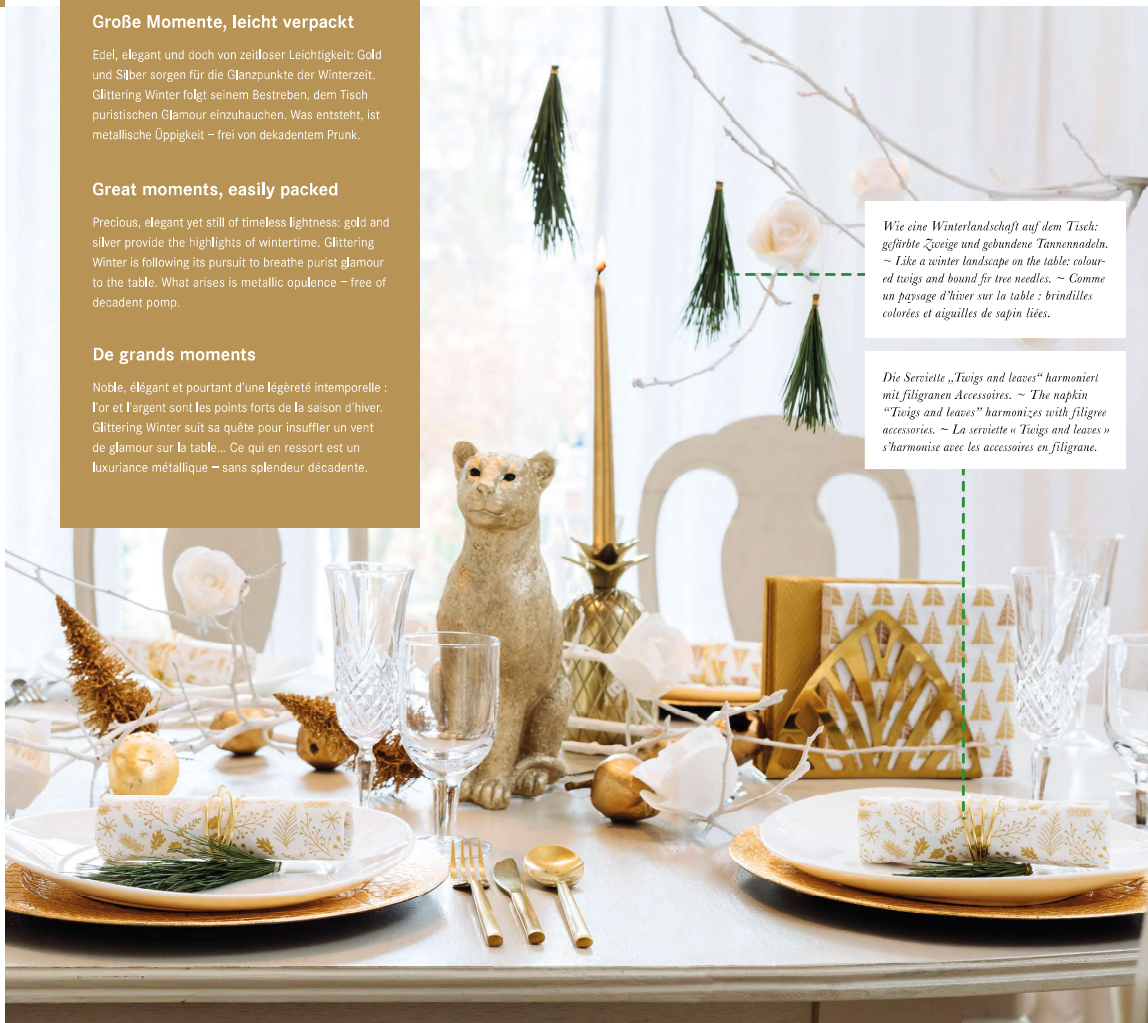 Große Momente, leicht verpackt
Edel, elegant und doch von zeitloser Leichtigkeit: Gold
und Silber sorgen für die Glanzpunkte der Winterzeit.
Glittering Winter folgt seinem Bestreben, dem Tisch
puristischen Glamour einzuhauchen. Was entsteht, ist
metallische Üppigkeit – frei von dekadentem Prunk.
Great moments, easily packed
Precious, elegant yet still of timeless lightness: gold and
silver provide the highlights of wintertime. Glittering
Winter is following its pursuit to breathe purist glamour
to the table. What arises is metallic opulence – free of
decadent pomp.
De grands moments
Noble, élégant et pourtant d'une légèreté intemporelle :
l'or et l'argent sont les points forts de la saison d'hiver.
Glittering Winter suit sa quête pour insuffler un vent
de glamour sur la table... Ce qui en ressort est un
luxuriance métallique – sans splendeur décadente.
Wie eine Winterlandschaft auf dem Tisch:
gefärbte Zweige und gebundene Tannennadeln.
~ Like a winter landscape on the table: colour-
ed twigs and bound fir tree needles. ~ Comme
un paysage d'hiver sur la table : brindilles
colorées et aiguilles de sapin liées.
Die Serviette „Twigs and leaves“ harmoniert
mit filigranen Accessoires. ~ The napkin
“Twigs and leaves” harmonizes with filigree
accessories. ~ La serviette « Twigs and leaves »
s'harmonise avec les accessoires en filigrane.